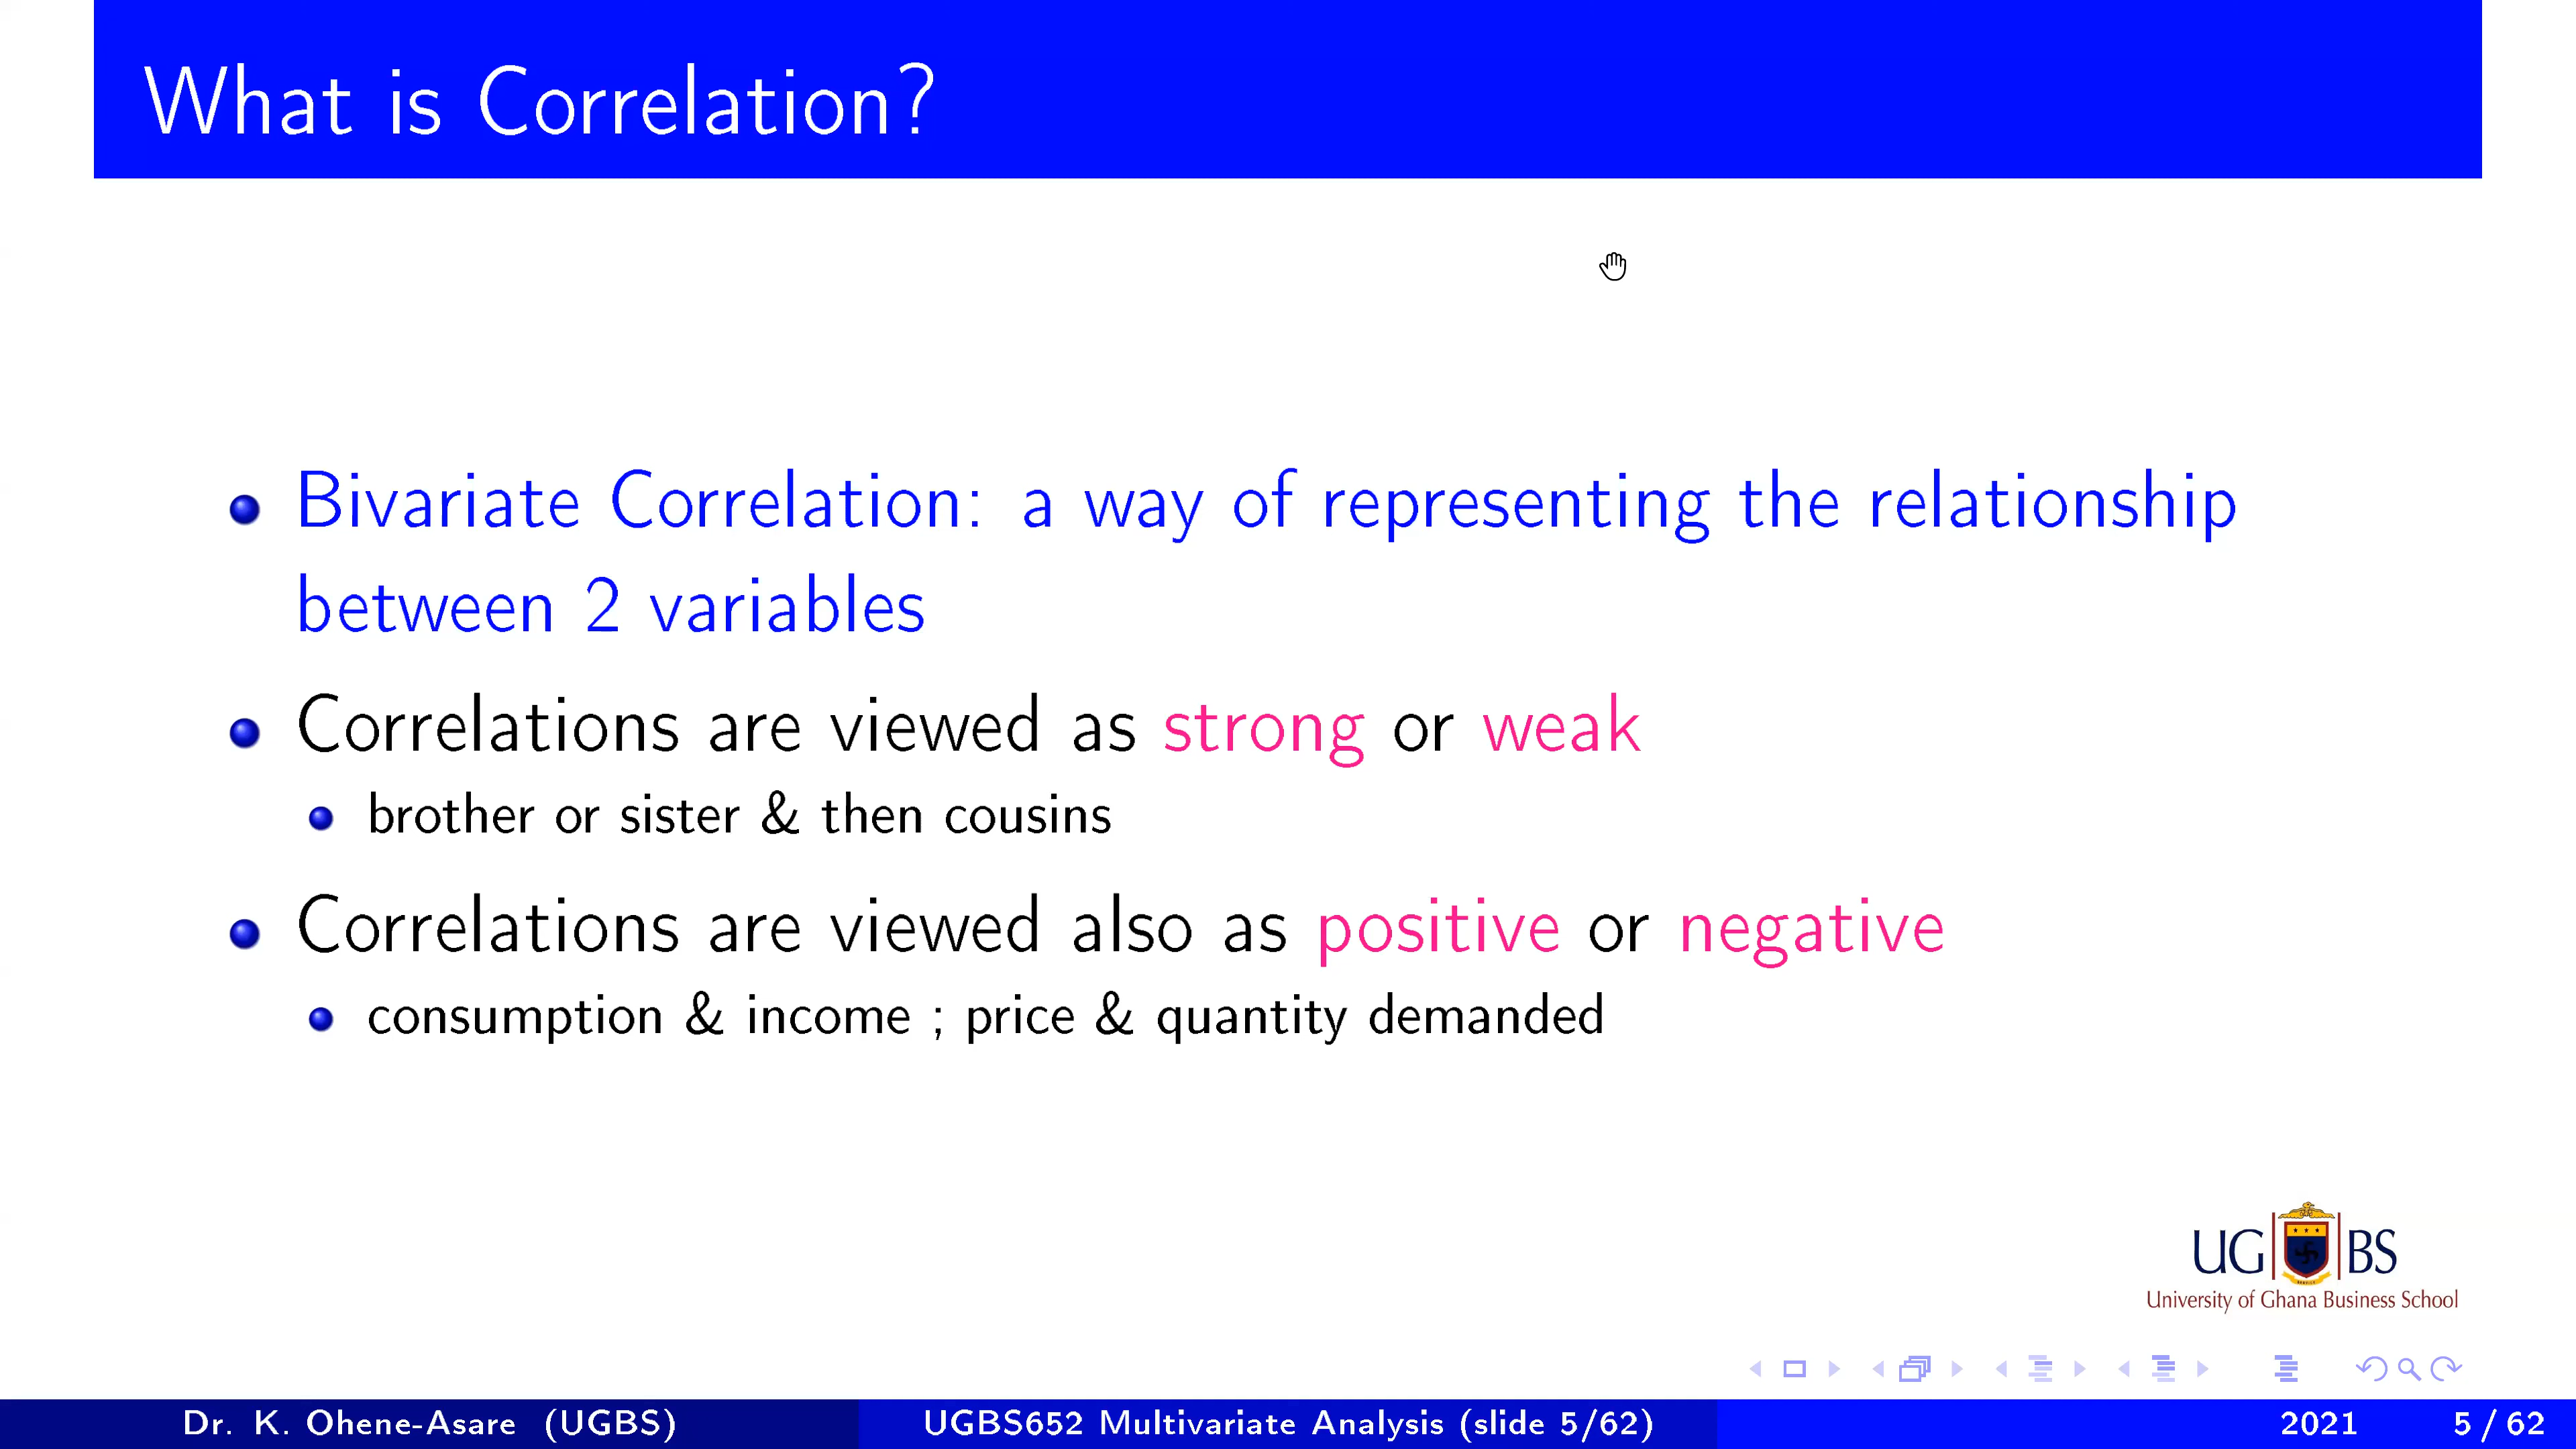 What is Correlation?
Bivariate Correlation: a way of representing the relationship
between 2 variables
Correlations are viewed as strong or weak
brother or sister & then cousins
Correlations are viewed also as positive or negative
consumption & income ; price & quantity demanded
UG BS
University of Ghana Business School
Dr. K. Ohene-Asare (UGBS) UGBS652 Multivariate Analysis (slide 5/62) 2021 5 / 62